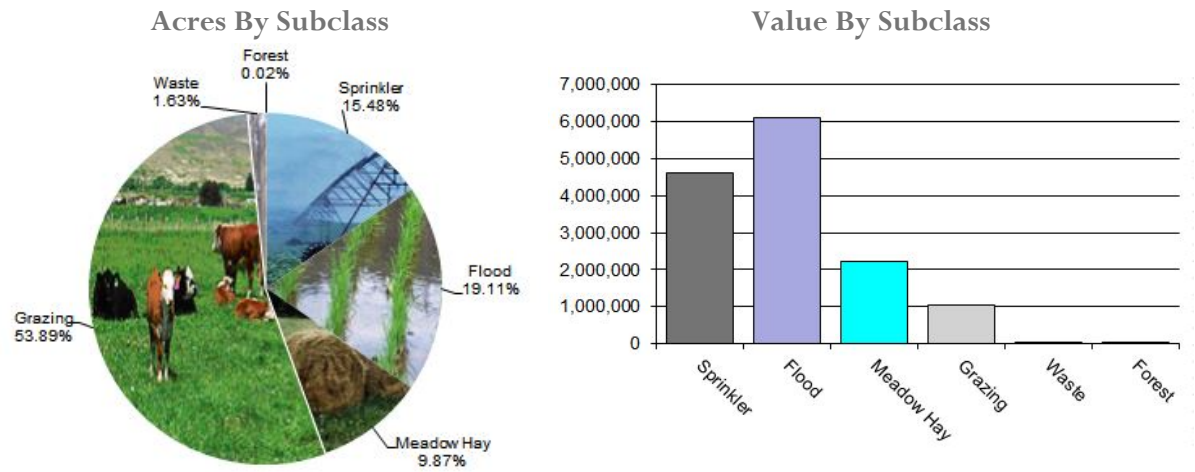 Acres By Subclass
Forest
0.02%
Waste
1.63%
Sprinkler
15.48%
Flood
19.11%
Grazing
53.89%
Meadow Hay
9.87%
Value By Subclass
7,000,000
6,000,000
5,000,000
4,000,000
3,000,000
2,000,000
1,000,000
0
Sprinkler
Flood
Meadow Hay
Grazing
Waste
Forest